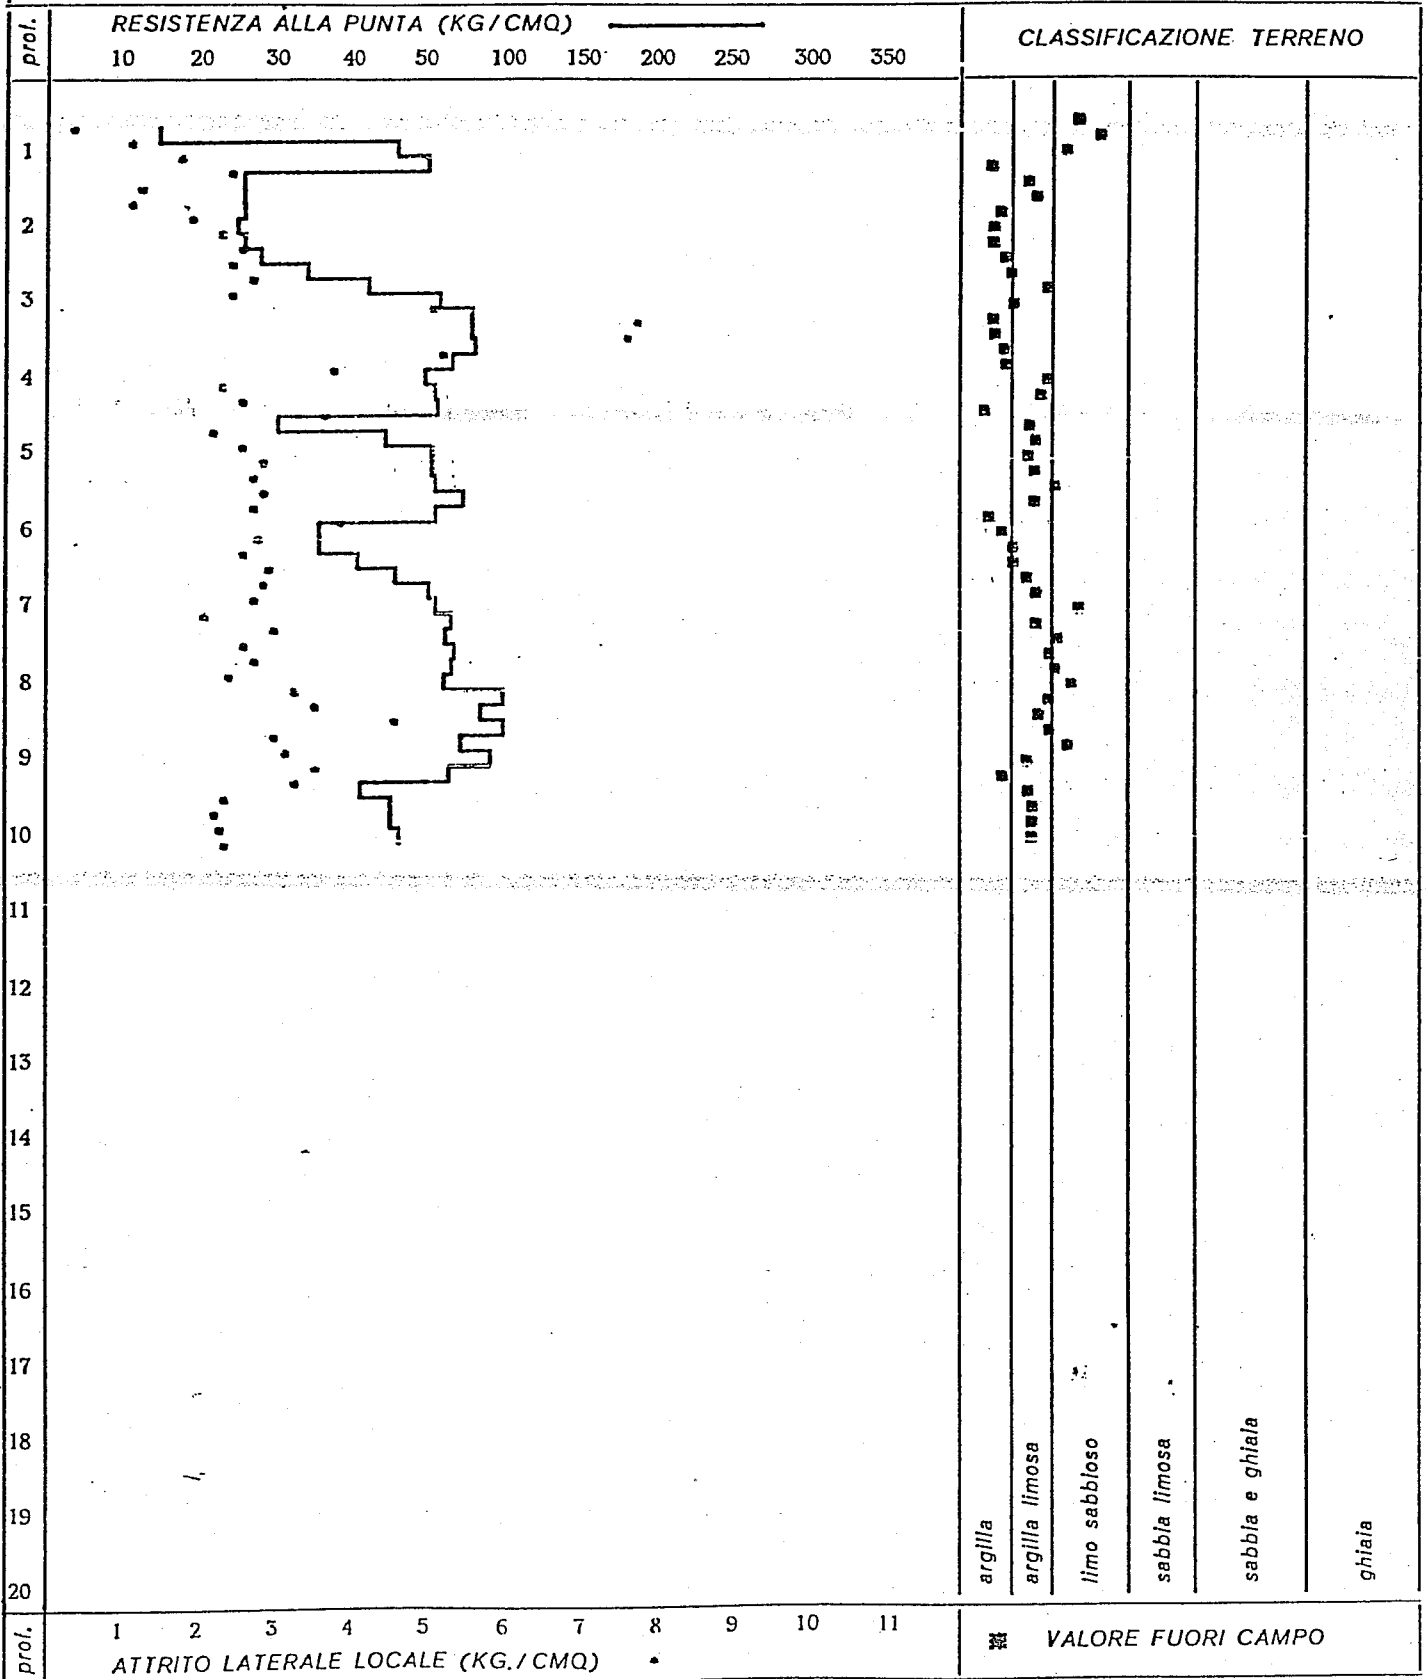 prof.
RESISTENZA ALLA PUNTA (KG/CMQ)
10 20 30 40 50 100 150 200 250 300 350
CLASSIFICAZIONE TERRENO
1
2
3
4
5
6
7
8
9
10
11
12
13
14
15
16
17
18
19
20
argilla
argilla limosa
limo sabbioso
sabbia limosa
sabbia e ghiaia
ghiaia
prof.
1 2 3 4 5 6 7 8 9 10 11
ATTRITO LATERALE LOCALE (KG./CMQ)
VALORE FUORI CAMPO